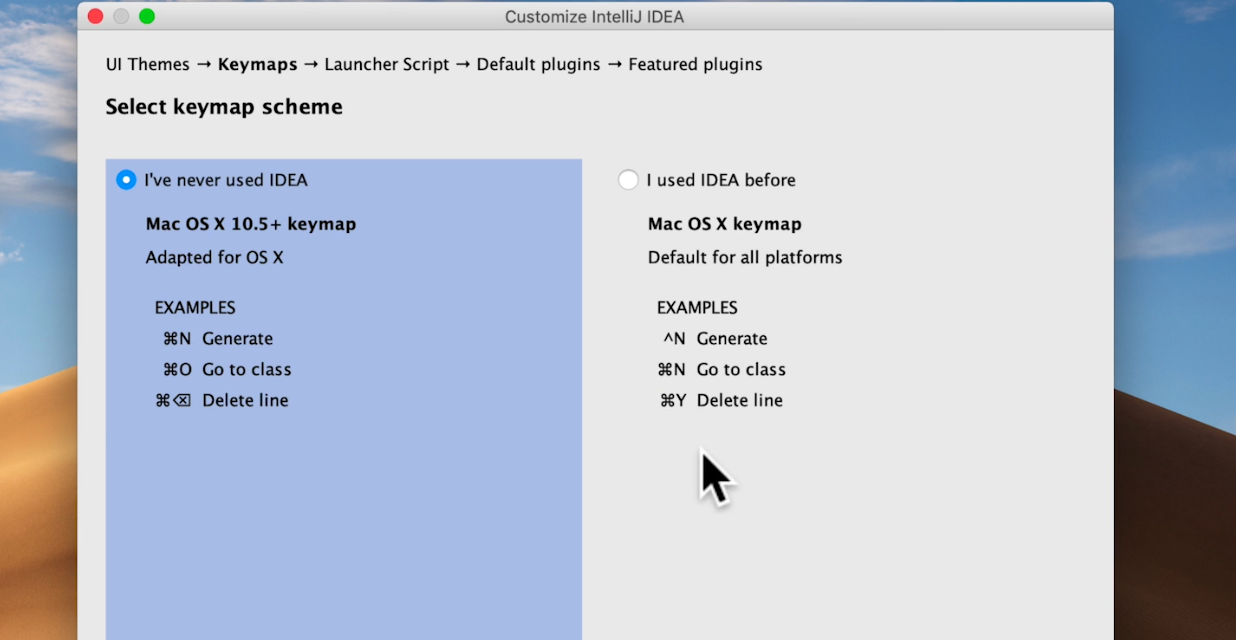 Customize IntelliJ IDEA
UI Themes → Keymaps → Launcher Script → Default plugins → Featured plugins
Select keymap scheme
I've never used IDEA
Mac OS X 10.5+ keymap
Adapted for OS X
EXAMPLES
⌘N Generate
⌘O Go to class
⌘⌫ Delete line
I used IDEA before
Mac OS X keymap
Default for all platforms
EXAMPLES
^N Generate
⌘N Go to class
⌘Y Delete line